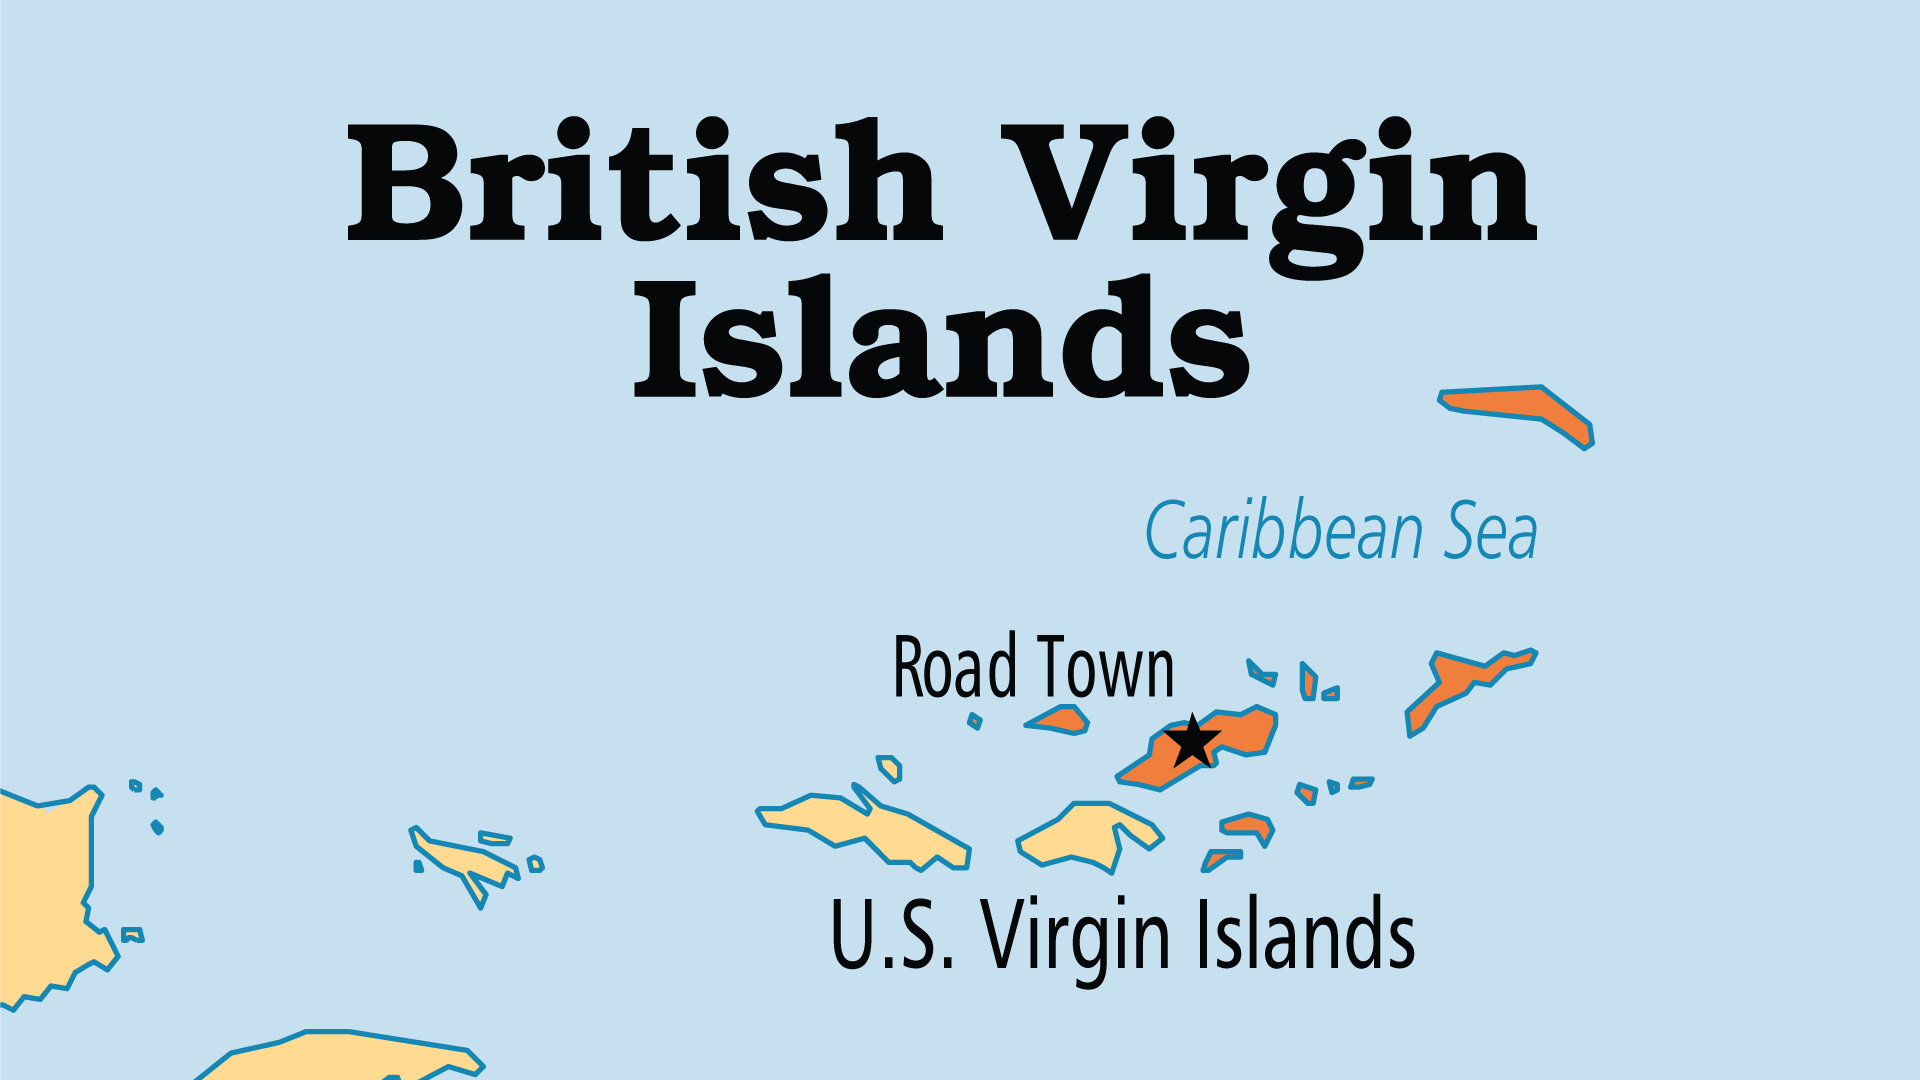 British Virgin
Islands
Caribbean Sea
Road Town
U.S. Virgin Islands